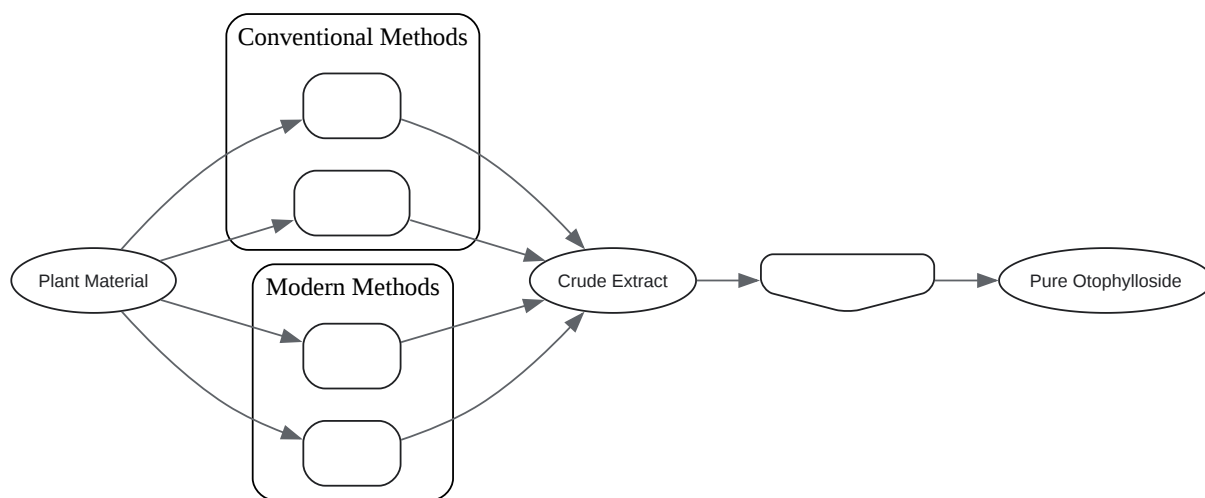 Conventional Methods
Plant Material
Modern Methods
Crude Extract
Pure Otophylloside